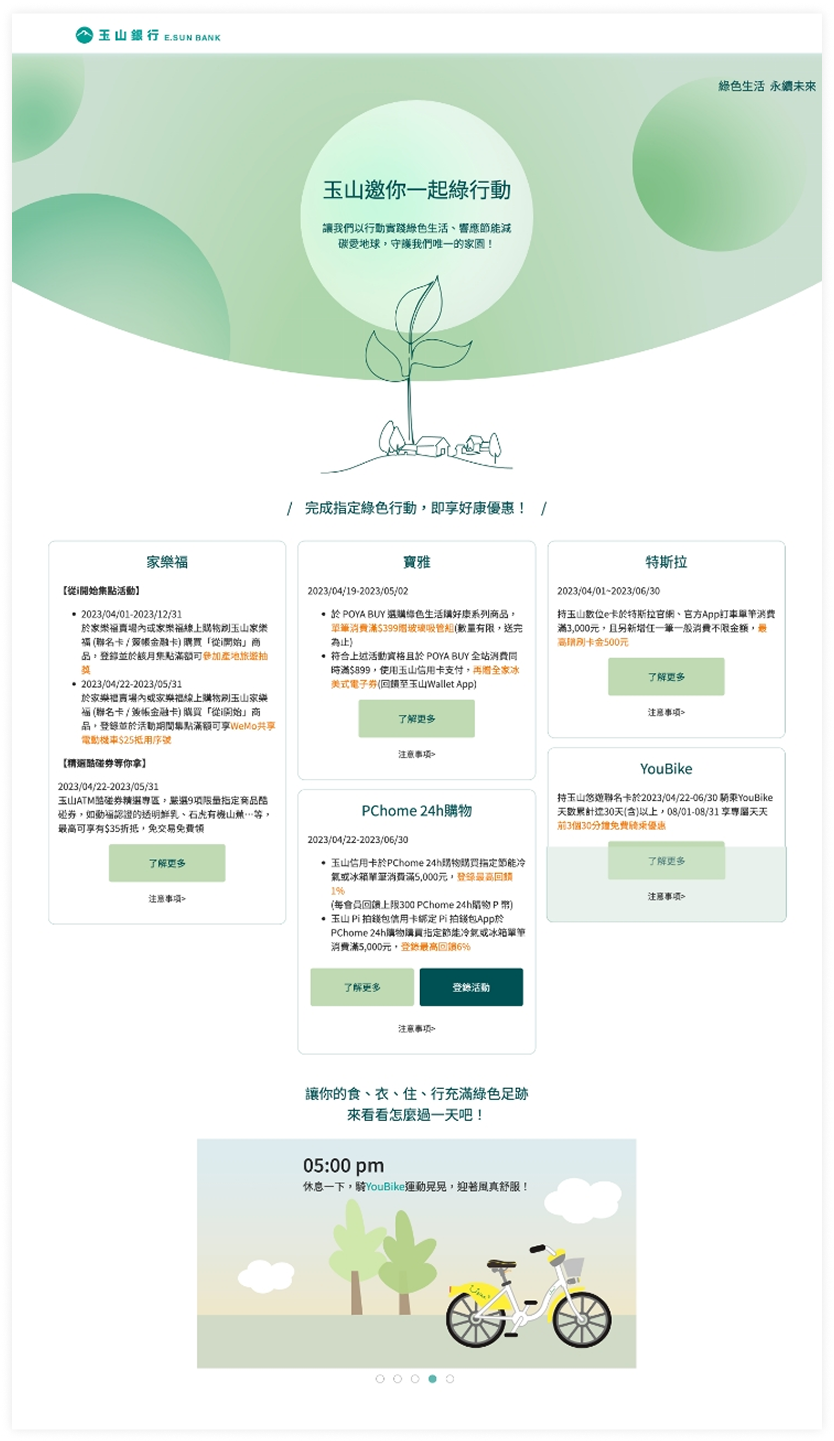 玉山銀行 E.SUN BANK
綠色生活 永續未來
玉山邀你一起綠行動
讓我們以行動實踐綠色生活、響應節能減
碳愛地球，守護我們唯一的家園！
/ 完成指定綠色行動，即享好康優惠！ /
家樂福
【從i開始集點活動】
• 2023/04/01-2023/12/31
於家樂福賣場內或家樂福線上購物刷玉山家樂
福 (聯名卡 / 簽帳金融卡) 購買「從i開始」商
品，登錄並於該月集點滿額可參加產地旅遊抽
獎
• 2023/04/22-2023/05/31
於家樂福賣場內或家樂福線上購物刷玉山家樂
福 (聯名卡 / 簽帳金融卡) 購買「從i開始」商
品，登錄並於活動期間集點滿額可享WeMo共享
電動機車$25抵用序號
【精選酷碰券等你拿】
2023/04/22-2023/05/31
玉山ATM酷碰券精選專區，嚴選9項限量指定商品酷
碰券，如動福認證的透明鮮乳、石虎有機山蕉…等，
最高可享有$35折抵，免交易免費領
了解更多
注意事項>
寶雅
2023/04/19-2023/05/02
• 於 POYA BUY 選購綠生活購好康系列商品，
單筆消費滿$399贈玻璃吸管組(數量有限，送完
為止)
• 符合上述活動資格且於 POYA BUY 全站消費同
時滿$899，使用玉山信用卡支付，再贈全家冰
美式電子券(回饋至玉山Wallet App)
了解更多
注意事項>
PChome 24h購物
2023/04/22-2023/06/30
• 玉山信用卡於PChome 24h購物購買指定節能冷
氣或冰箱單筆消費滿5,000元，登錄最高回饋
1%
(每會員回饋上限300 PChome 24h購物 P 幣)
• 玉山 Pi 拍錢包信用卡綁定 Pi 拍錢包App於
PChome 24h購物購買指定節能冷氣或冰箱單筆
消費滿5,000元，登錄最高回饋6%
了解更多
登錄活動
注意事項>
特斯拉
2023/04/01~2023/06/30
持玉山數位e卡於特斯拉官網、官方App訂車單筆消費
滿3,000元，且另新增任一筆一般消費不限金額，最
高贈刷卡金500元
了解更多
注意事項>
YouBike
持玉山悠遊聯名卡於2023/04/22-06/30 騎乘YouBike
天數累計達30天(含)以上，08/01-08/31 享專屬天天
前3個30分鐘免費騎乘優惠
了解更多
注意事項>
讓你的食、衣、住、行充滿綠色足跡
來看看怎麼過一天吧！
05:00 pm
休息一下，騎YouBike運動晃晃，迎著風真舒服！